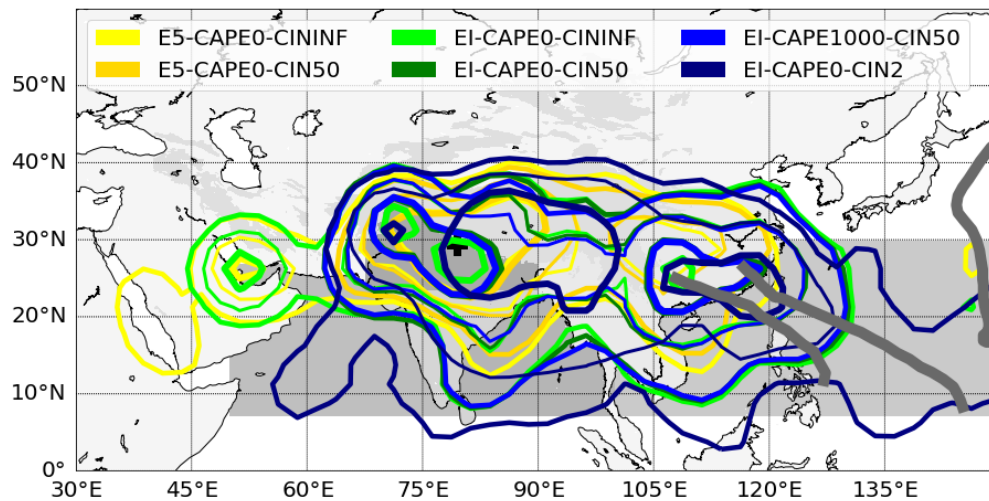 E5-CAPE0-CININF EI-CAPE0-CININF EI-CAPE1000-CIN50
E5-CAPE0-CIN50 EI-CAPE0-CIN50 EI-CAPE0-CIN2
50°N
40°N
30°N
20°N
10°N
0°
30°E 45°E 60°E 75°E 90°E 105°E 120°E 135°E